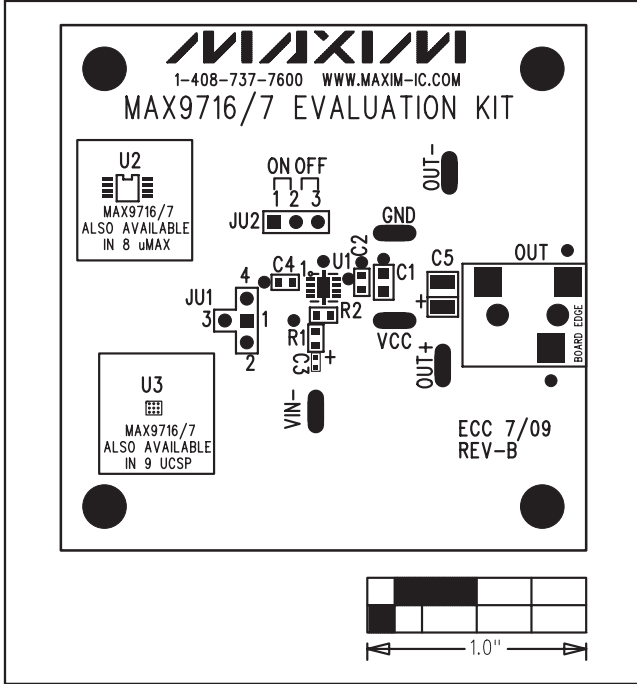 MAXIM
1-408-737-7600 WWW.MAXIM-IC.COM
MAX9716/7 EVALUATION KIT
U2
MAX9716/7
ALSO AVAILABLE
IN 8 uMAX
ON OFF
1 2 3
JU2
OUT-
GND
OUT
BOARD EDGE
C5
+
C4
1
U1
C2
C1
JU1
4
3
1
2
R2
R1
C3
+
VCC
OUT+
VIN-
U3
MAX9716/7
ALSO AVAILABLE
IN 9 UCSP
ECC 7/09
REV-B
1.0"